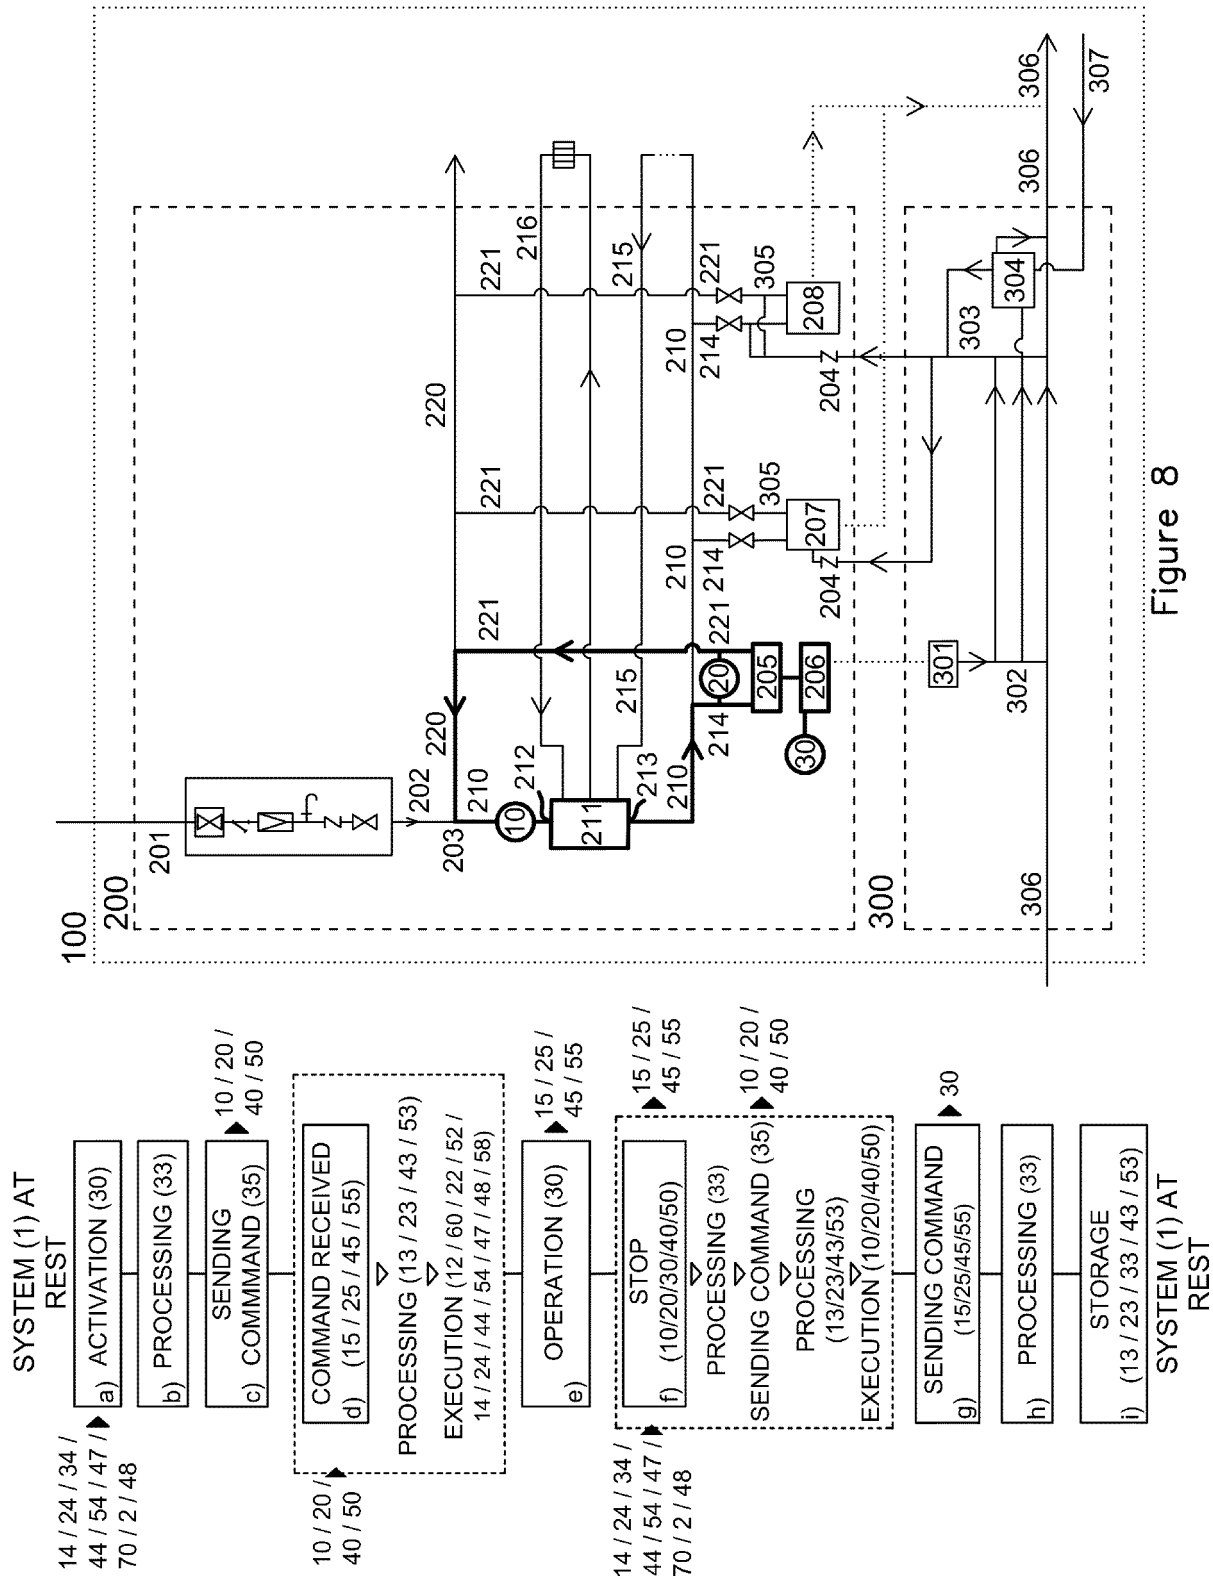 SYSTEM (1) AT
REST
14 / 24 / 34 /
44 / 54 / 47 /
70 / 2 / 48
a) ACTIVATION (30)
b) PROCESSING (33)
SENDING
c) COMMAND (35)
10 / 20 /
40 / 50
10 / 20 /
40 / 50
COMMAND RECEIVED
d) (15 / 25 / 45 / 55)
PROCESSING (13 / 23 / 43 / 53)
EXECUTION (12 / 60 / 22 / 52 /
14 / 24 / 44 / 54 / 47 / 48 / 58)
e) OPERATION (30)
15 / 25 /
45 / 55
14 / 24 / 34 /
44 / 54 / 47 /
70 / 2 / 48
STOP
f) (10/20/30/40/50)
15 / 25 /
45 / 55
PROCESSING (33)
SENDING COMMAND (35)
10 / 20 /
40 / 50
PROCESSING
(13/23/43/53)
EXECUTION (10/20/40/50)
SENDING COMMAND
g) (15/25/45/55)
30
h) PROCESSING (33)
STORAGE
i) (13 / 23 / 33 / 43 / 53)
SYSTEM (1) AT
REST
100
200
201
202
203
210
10
212
211
213
210
220
221
220
221
221
216
215
215
214
20
221
205
206
30
210
214
221
305
207
204
210
214
221
305
208
204
300
301
302
303
304
306
306
306
307
Figure 8